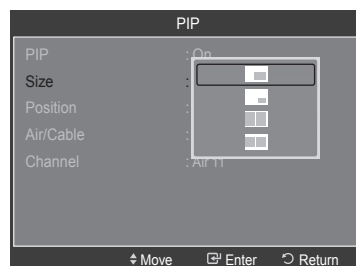 PIP
PIP : On
Size :
Position :
Air/Cable :
Channel : Air 11
Move Enter Return